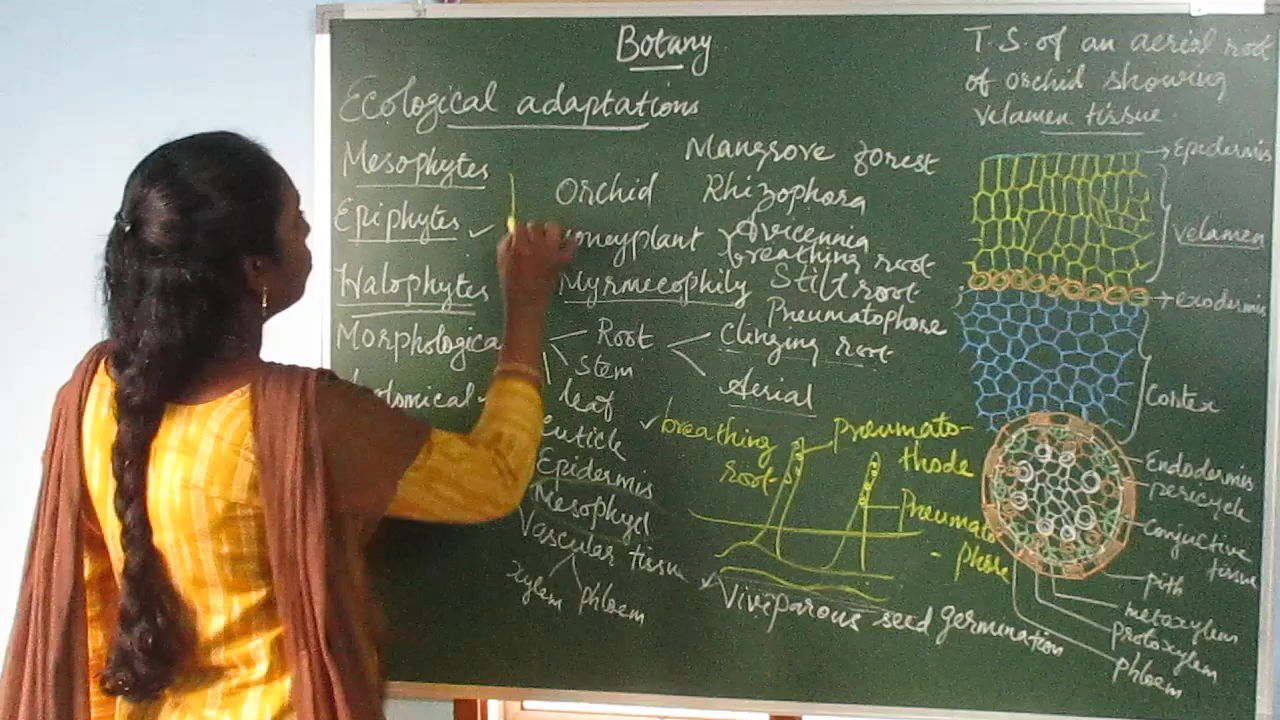 Botany
Ecological adaptations
Mesophytes
Epiphytes
Halophytes
Morphologica
Root
Stem
leaf
cuticle
Epidermis
Mesophyl
Vascular tissue
xylem phloem
Orchid
Myrmecophily
Clinging root
Aerial
Mangrove forest
Rhizophora
Avicennia
breathing root
Stilt root
Pneumatophore
breathing
root
Pneumato-
thode
Pneumato
- phore
Viviparous seed germination
T.S. of an aerial root
of orchid showing
velamen tissue
Epidermis
Velamen
exodermis
Cortex
Endodermis
pericycle
Conjuctive
tissue
pith
metaxylem
protoxylem
phloem